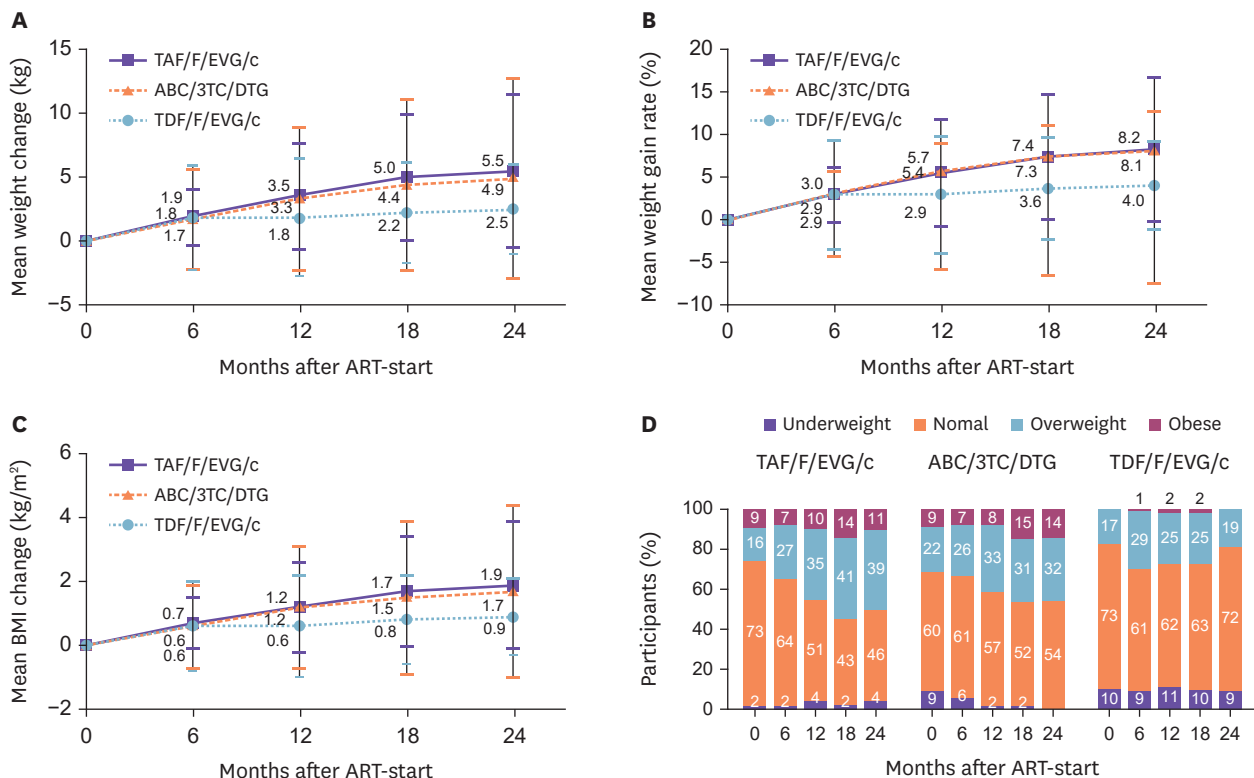 A
Mean weight change (kg)
15
10
5
0
−5
TAF/F/EVG/c
ABC/3TC/DTG
TDF/F/EVG/c
1.9
1.8
1.7
3.5
3.3
1.8
5.0
4.4
2.2
5.5
4.9
2.5
0 6 12 18 24
Months after ART-start
B
Mean weight gain rate (%)
20
15
10
5
0
−5
−10
TAF/F/EVG/c
ABC/3TC/DTG
TDF/F/EVG/c
3.0
2.9
2.9
5.7
5.4
2.9
7.4
7.3
3.6
8.2
8.1
4.0
0 6 12 18 24
Months after ART-start
C
Mean BMI change (kg/m²)
6
4
2
0
−2
TAF/F/EVG/c
ABC/3TC/DTG
TDF/F/EVG/c
0.7
0.6
0.6
1.2
1.2
0.6
1.7
1.5
0.8
1.9
1.7
0.9
0 6 12 18 24
Months after ART-start
D
Underweight Nomal Overweight Obese
TAF/F/EVG/c ABC/3TC/DTG TDF/F/EVG/c
Participants (%)
100
80
60
40
20
0
9 7 10 14 11
16 27 35 41 39
73 64 51 43 46
2 2 4 2 4
0 6 12 18 24
9 7 8 15 14
22 26 33 31 32
60 61 57 52 54
9 6 2 2
0 6 12 18 24
1 2 2
17 29 25 25 19
73 61 62 63 72
10 9 11 10 9
0 6 12 18 24
Months after ART-start